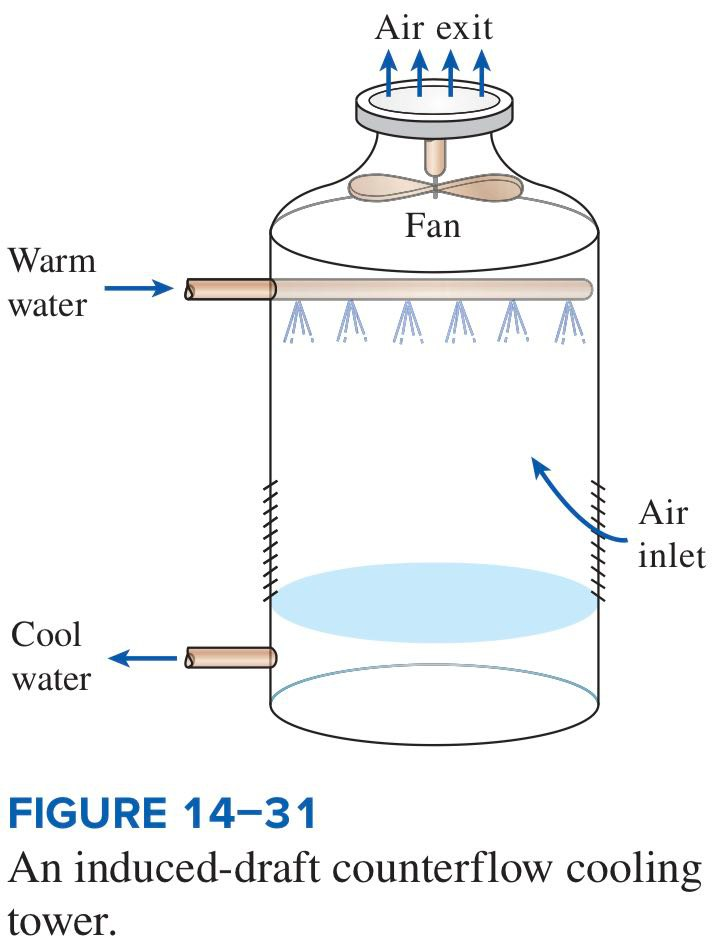 Air exit
Fan
Warm
water
Air
inlet
Cool
water
FIGURE 14–31
An induced-draft counterflow cooling
tower.